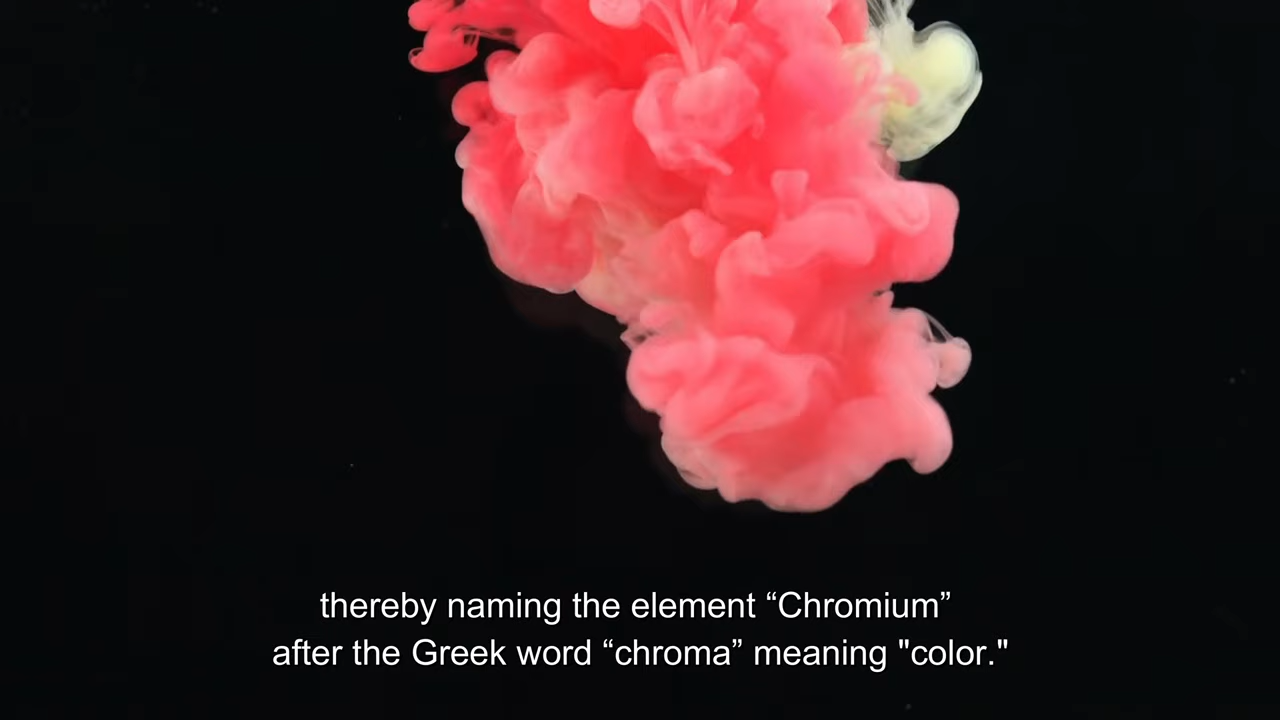 thereby naming the element “Chromium”
after the Greek word “chroma” meaning "color."